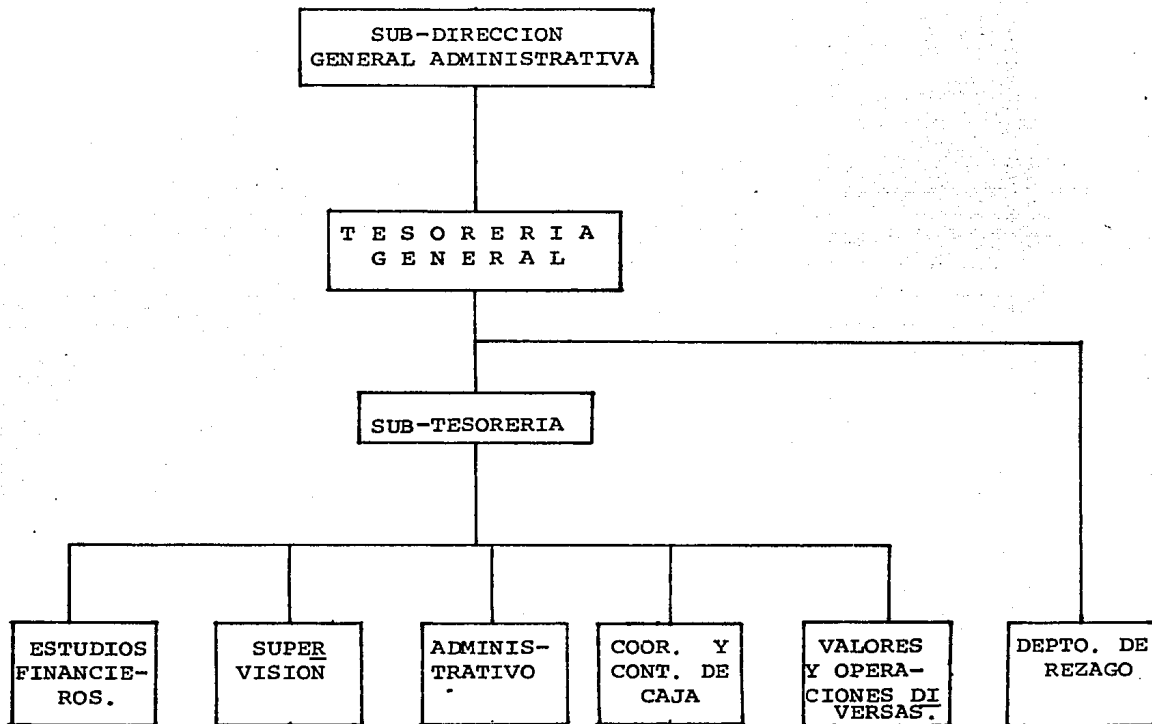 SUB-DIRECCION
GENERAL ADMINISTRATIVA
T E S O R E R I A
G E N E R A L
SUB-TESORERIA
ESTUDIOS
FINANCIE-
ROS.
SUPER
VISION
ADMINIS-
TRATIVO
COOR. Y
CONT. DE
CAJA
VALORES
Y OPERA-
CIONES DI
VERSAS.
DEPTO. DE
REZAGO